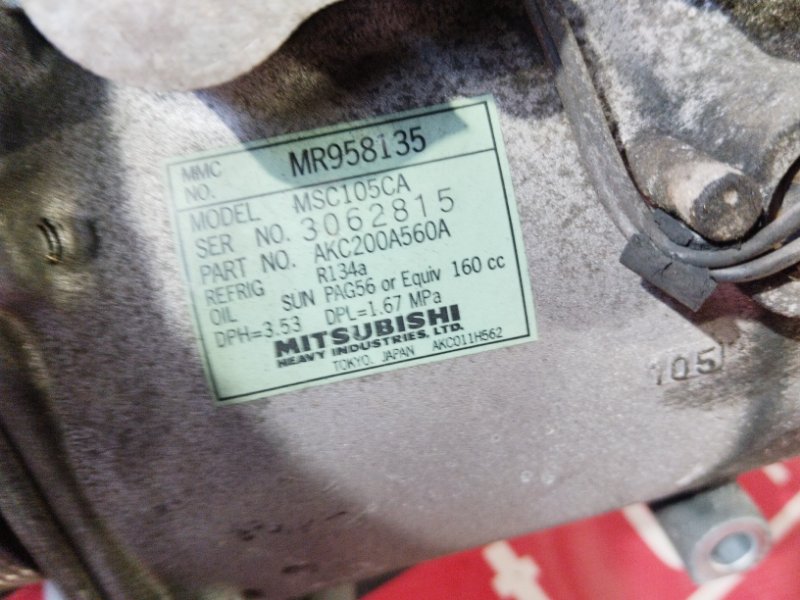 MMC NO. MR958135
MODEL MSC105CA
SER NO. 3062815
PART NO. AKC200A560A
REFRIG R134a
OIL SUN PAG56 or Equiv 160 cc
DPH=3.53 DPL=1.67 MPa
MITSUBISHI
HEAVY INDUSTRIES, LTD.
TOKYO, JAPAN AKC011H562
105